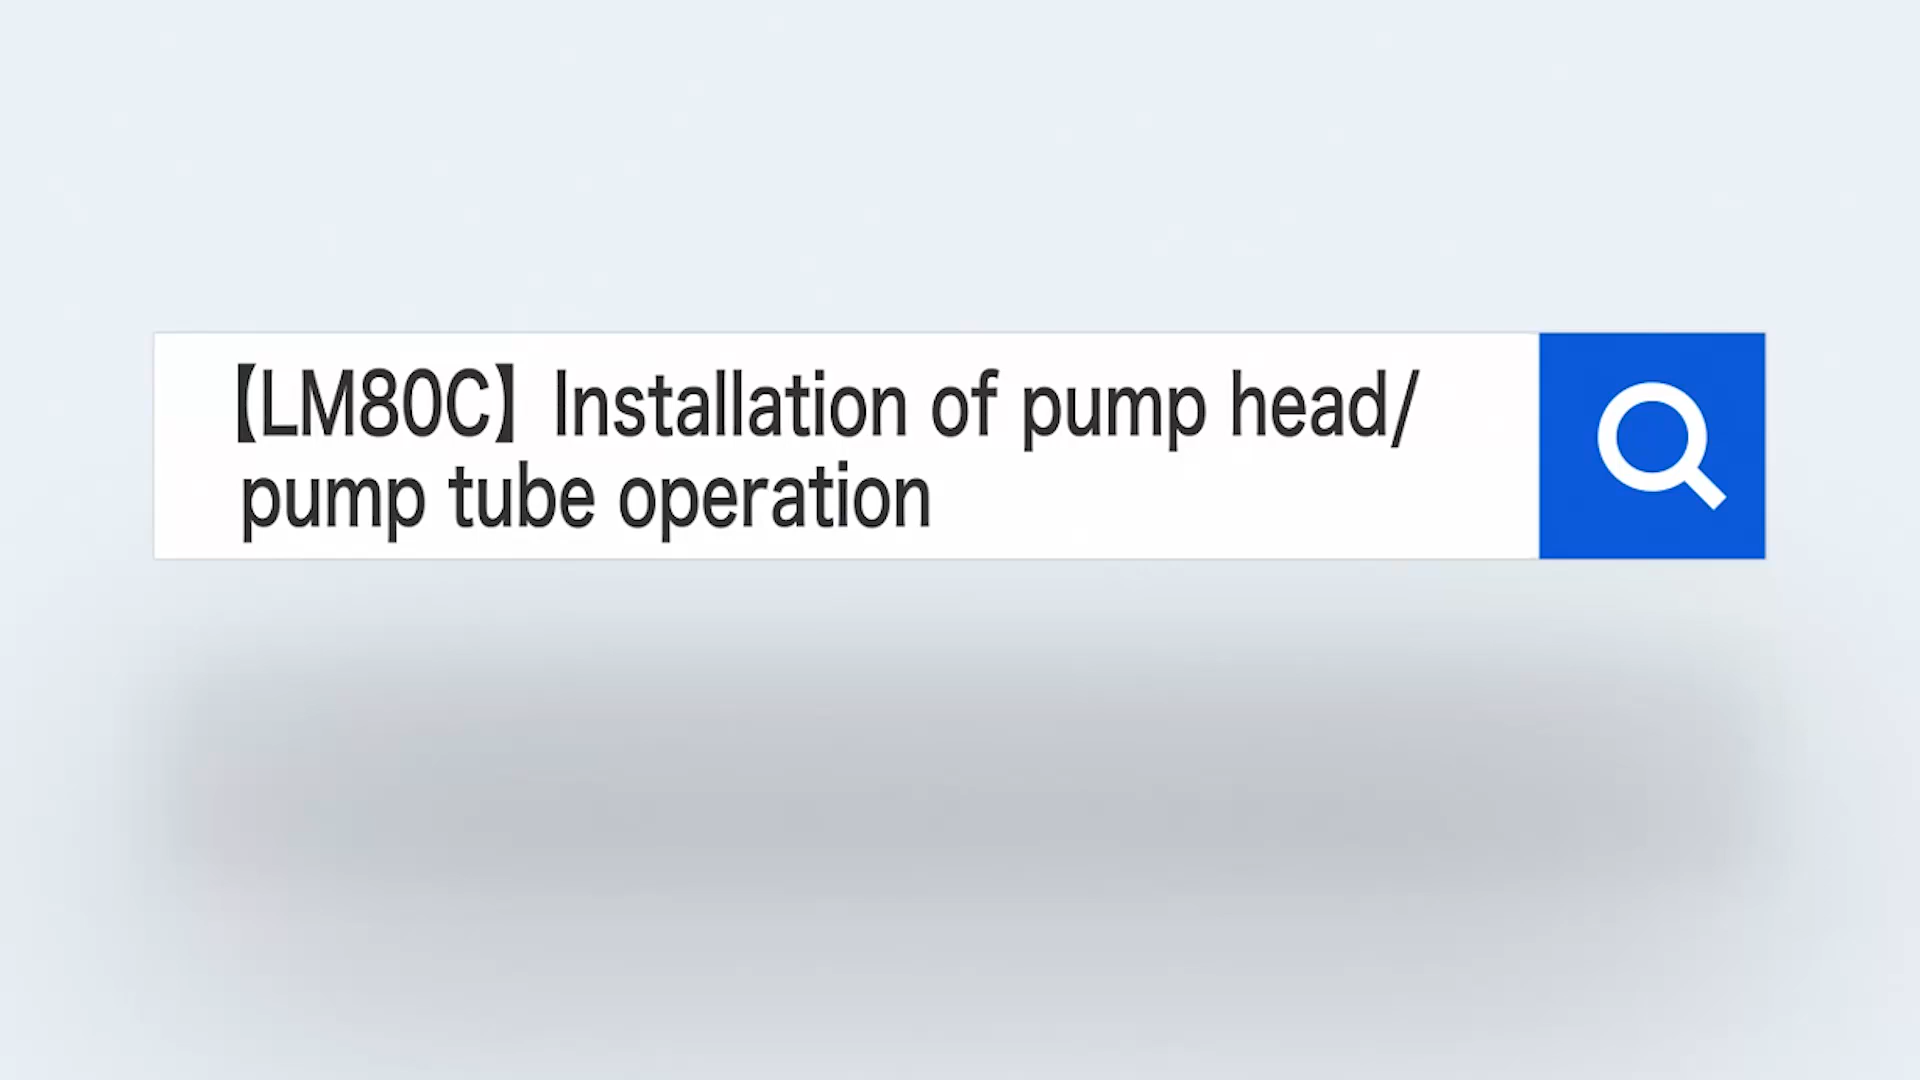 【LM80C】Installation of pump head/
pump tube operation